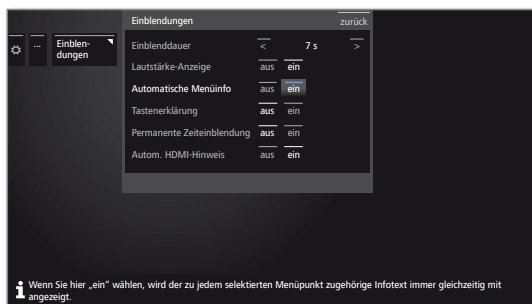 Einblendungen zurück
... Einblen-
dungen
Einblenddauer < 7 s >
Lautstärke-Anzeige aus ein
Automatische Menüinfo aus ein
Tastenerklärung aus ein
Permanente Zeiteinblendung aus ein
Autom. HDMI-Hinweis aus ein
i Wenn Sie hier „ein“ wählen, wird der zu jedem selektierten Menüpunkt zugehörige Infotext immer gleichzeitig mit
angezeigt.